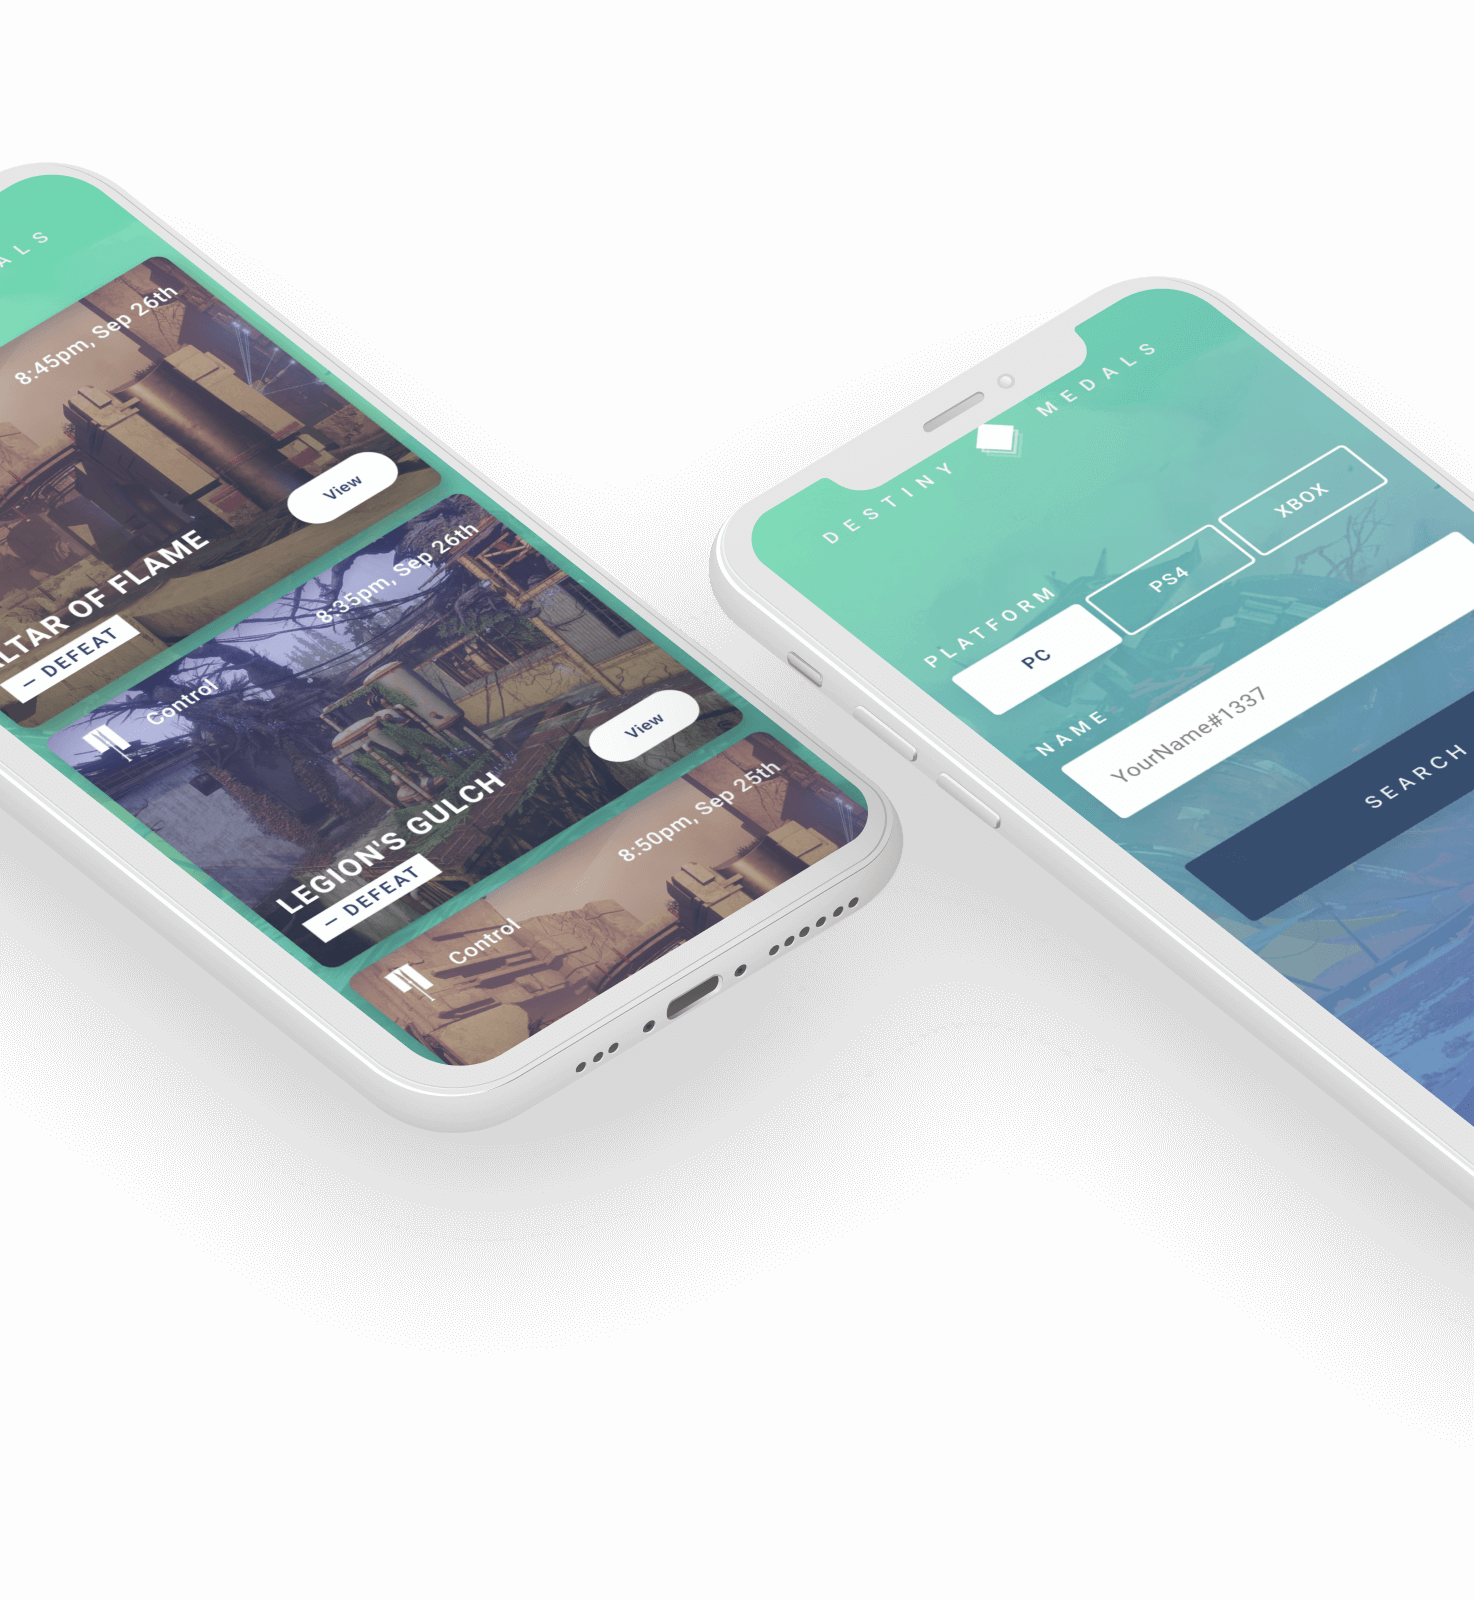 ALS
8:45pm, Sep 26th
View
LTAR OF FLAME
– DEFEAT
Control
8:35pm, Sep 26th
View
LEGION'S GULCH
– DEFEAT
Control
8:50pm, Sep 25th
DESTINY MEDALS
PLATFORM
PC
PS4
XBOX
NAME
YourName#1337
SEARCH